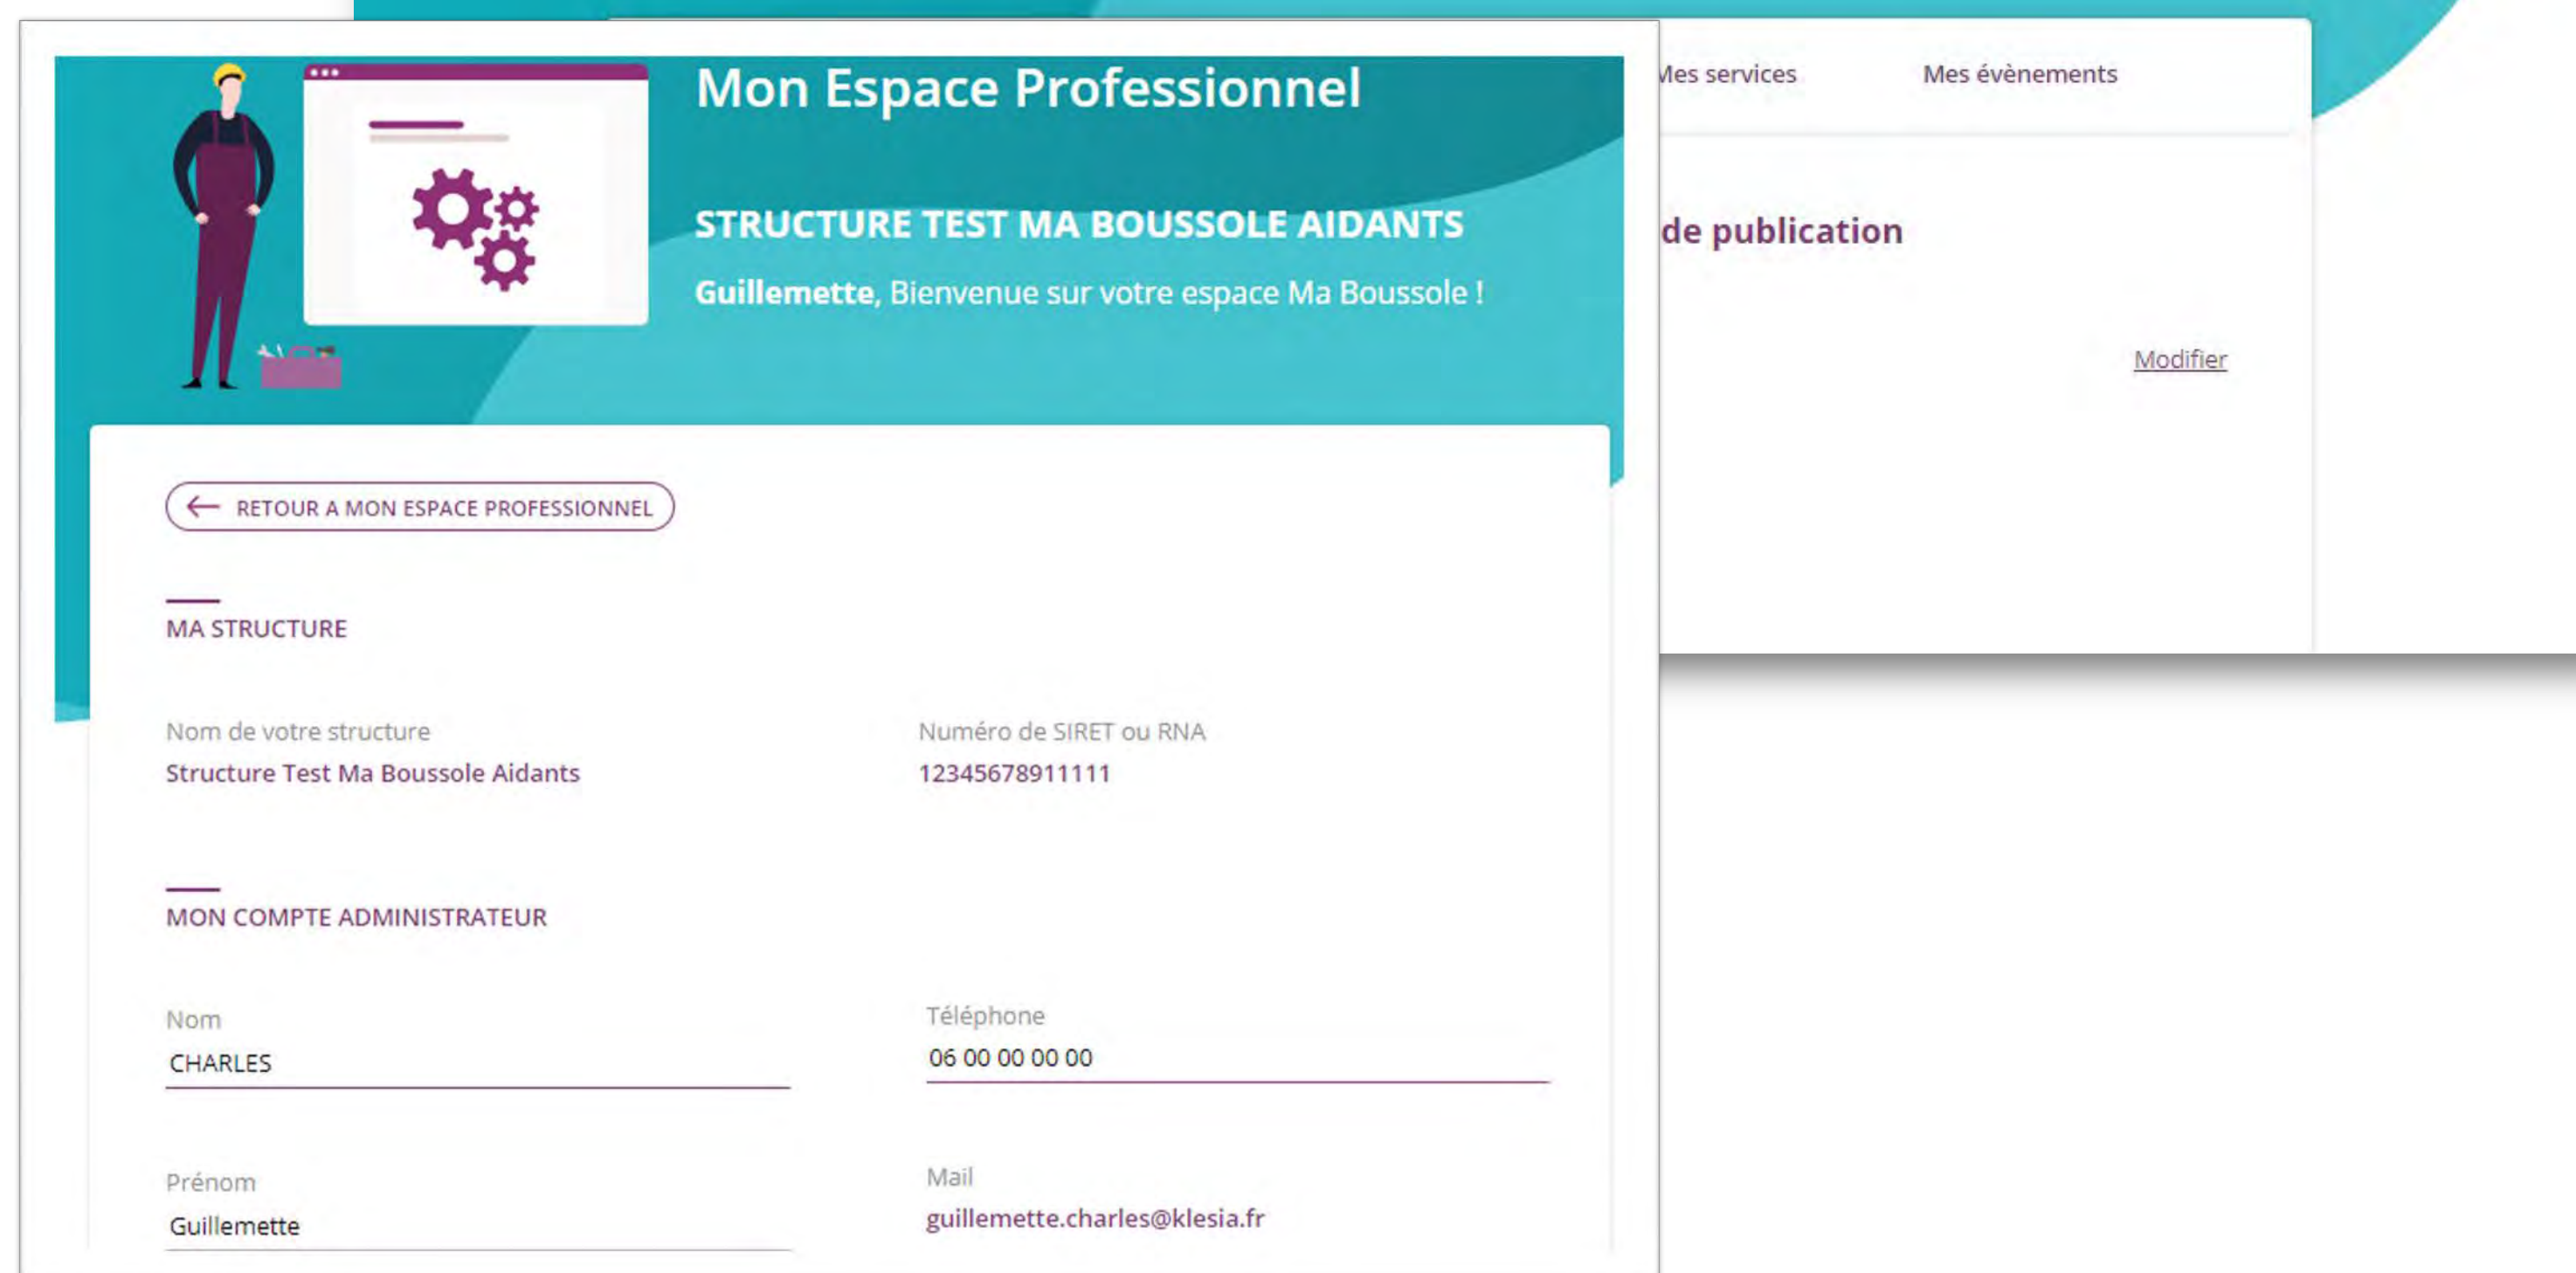 Mon Espace Professionnel
STRUCTURE TEST MA BOUSSOLE AIDANTS
Guillemette, Bienvenue sur votre espace Ma Boussole !
RETOUR A MON ESPACE PROFESSIONNEL
MA STRUCTURE
Nom de votre structure
Structure Test Ma Boussole Aidants
Numéro de SIRET ou RNA
12345678911111
MON COMPTE ADMINISTRATEUR
Nom
CHARLES
Téléphone
06 00 00 00 00
Prénom
Guillemette
Mail
guillemette.charles@klesia.fr
Mes services
Mes évènements
de publication
Modifier